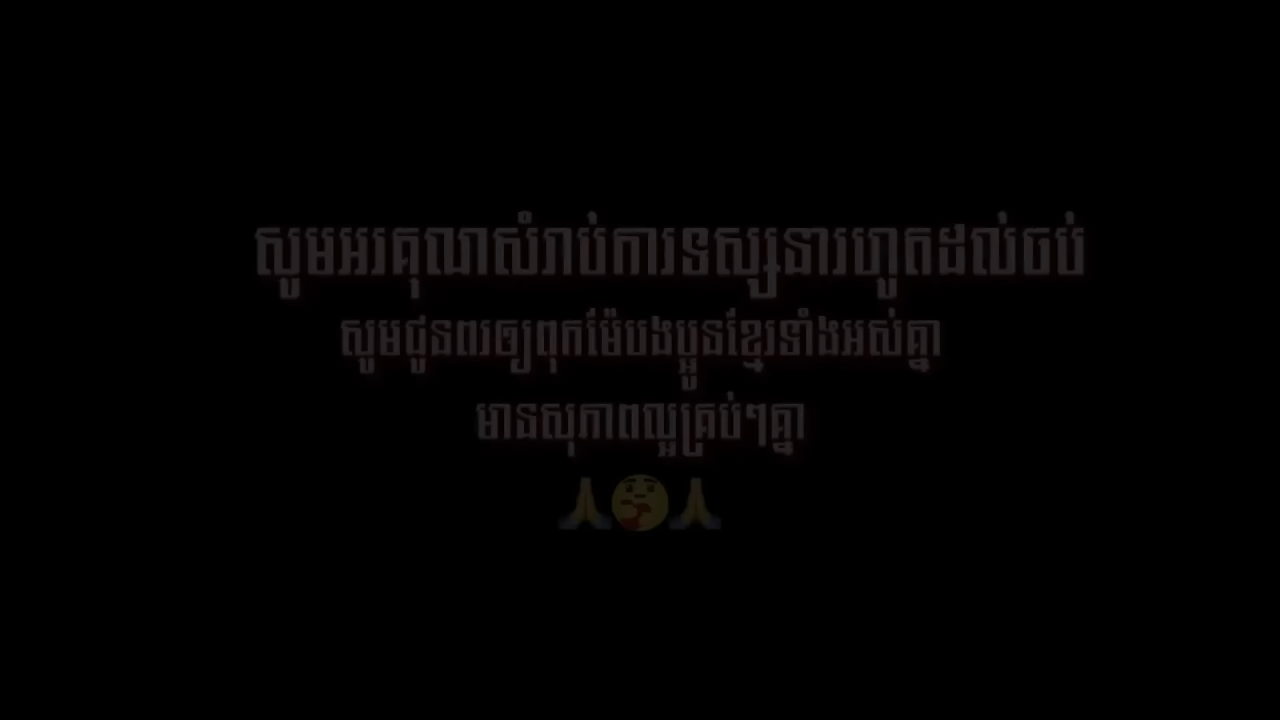 សូមអរគុណសំរាប់ការទស្សនារហូតដល់ចប់
សូមជូនពរឲ្យពុកម៉ែបងប្អូនខ្មែរទាំងអស់គ្នា
មានសុភាពល្អគ្រប់ៗគ្នា
🙏🤗🙏